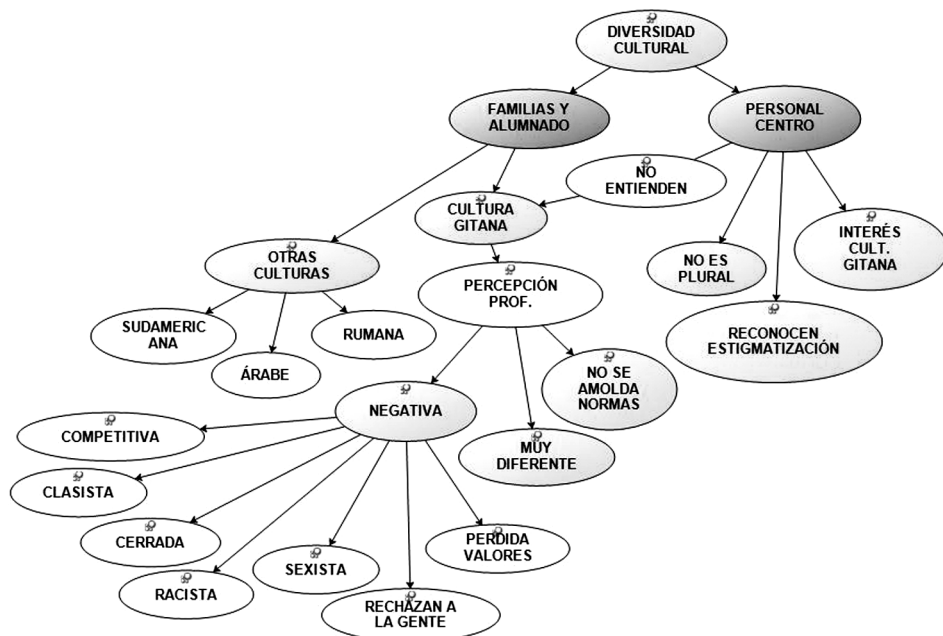 DIVERSIDAD
CULTURAL
FAMILIAS Y
ALUMNADO
PERSONAL
CENTRO
NO
ENTIENDEN
CULTURA
GITANA
INTERÉS
CULT.
GITANA
OTRAS
CULTURAS
NO ES
PLURAL
PERCEPCIÓN
PROF.
SUDAMERIC
ANA
RUMANA
ÁRABE
RECONOCEN
ESTIGMATIZACIÓN
NO SE
AMOLDA
NORMAS
NEGATIVA
COMPETITIVA
MUY
DIFERENTE
CLASISTA
CERRADA
PERDIDA
VALORES
SEXISTA
RACISTA
RECHAZAN A
LA GENTE